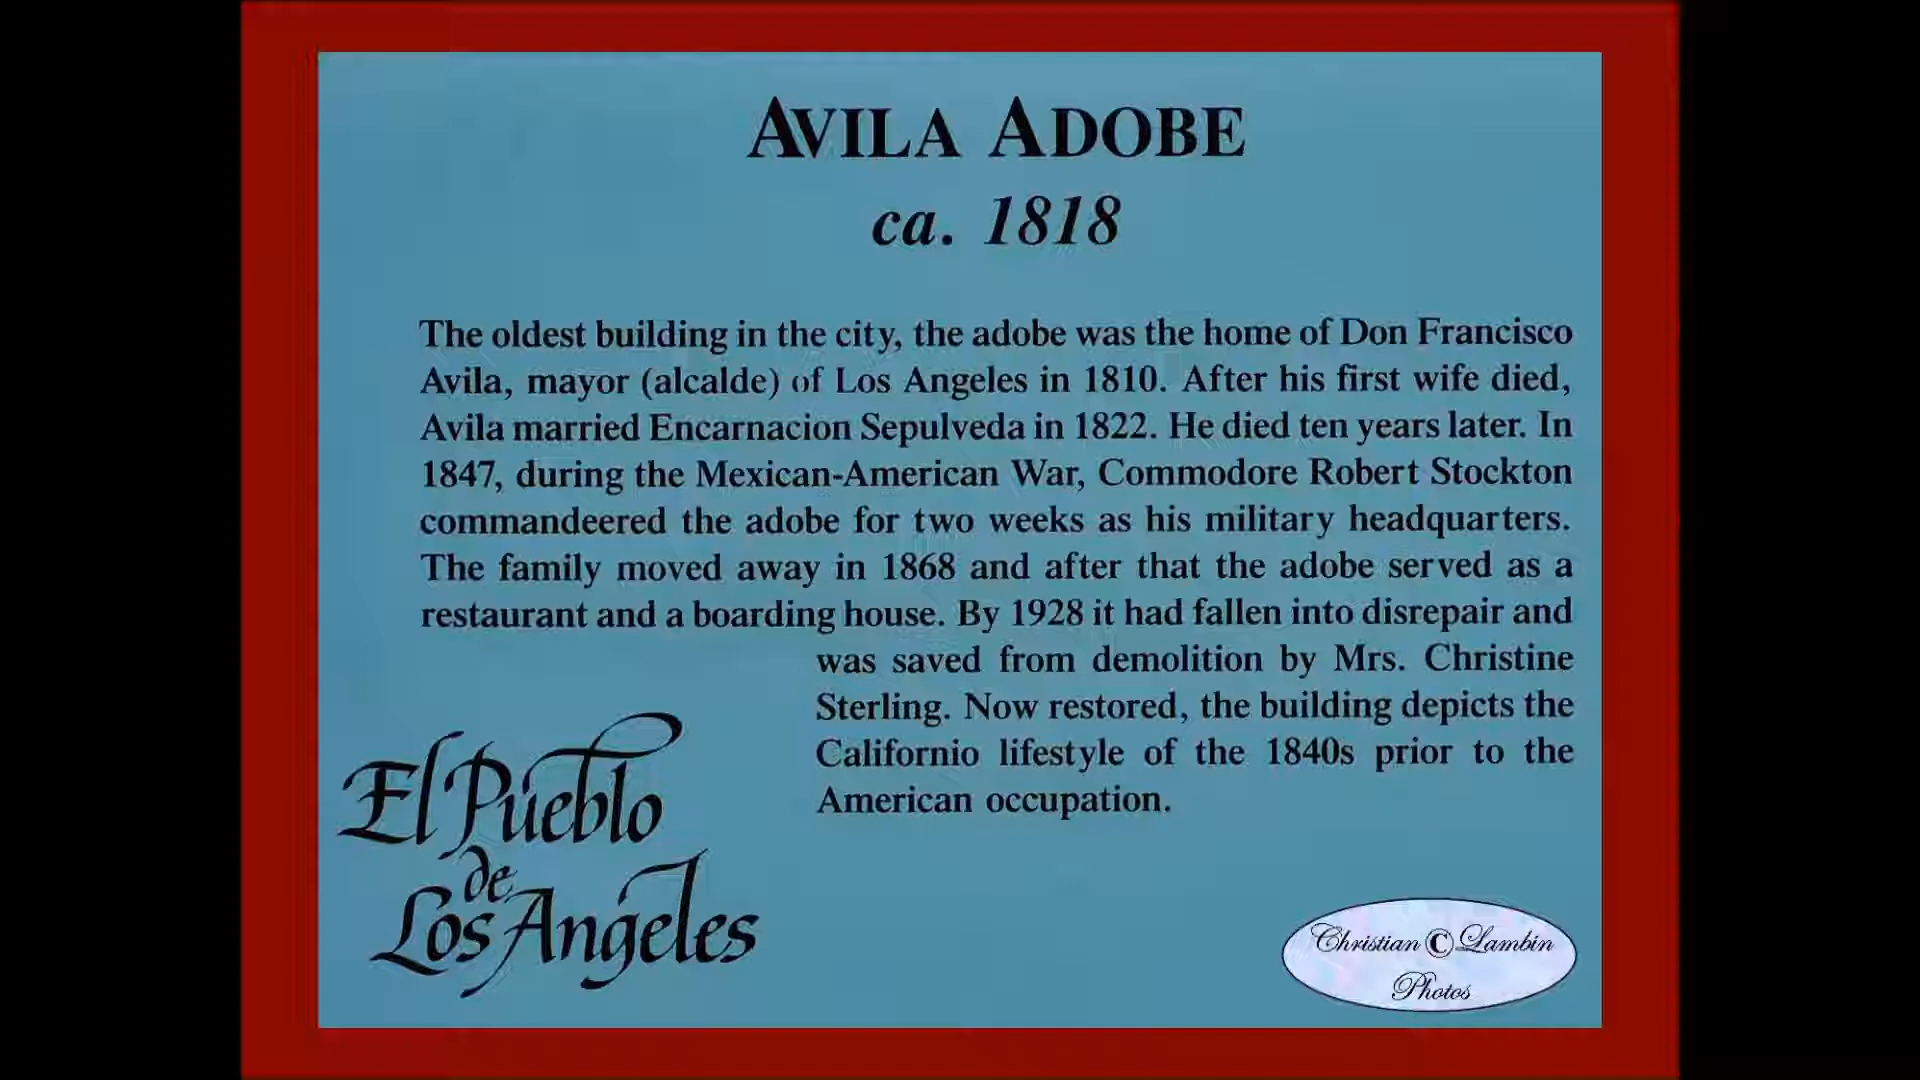 AVILA ADOBE
ca. 1818
The oldest building in the city, the adobe was the home of Don Francisco
Avila, mayor (alcalde) of Los Angeles in 1810. After his first wife died,
Avila married Encarnacion Sepulveda in 1822. He died ten years later. In
1847, during the Mexican-American War, Commodore Robert Stockton
commandeered the adobe for two weeks as his military headquarters.
The family moved away in 1868 and after that the adobe served as a
restaurant and a boarding house. By 1928 it had fallen into disrepair and
was saved from demolition by Mrs. Christine
Sterling. Now restored, the building depicts the
Californio lifestyle of the 1840s prior to the
American occupation.
El Pueblo
de
Los Angeles
Christian © Lambin
Photos